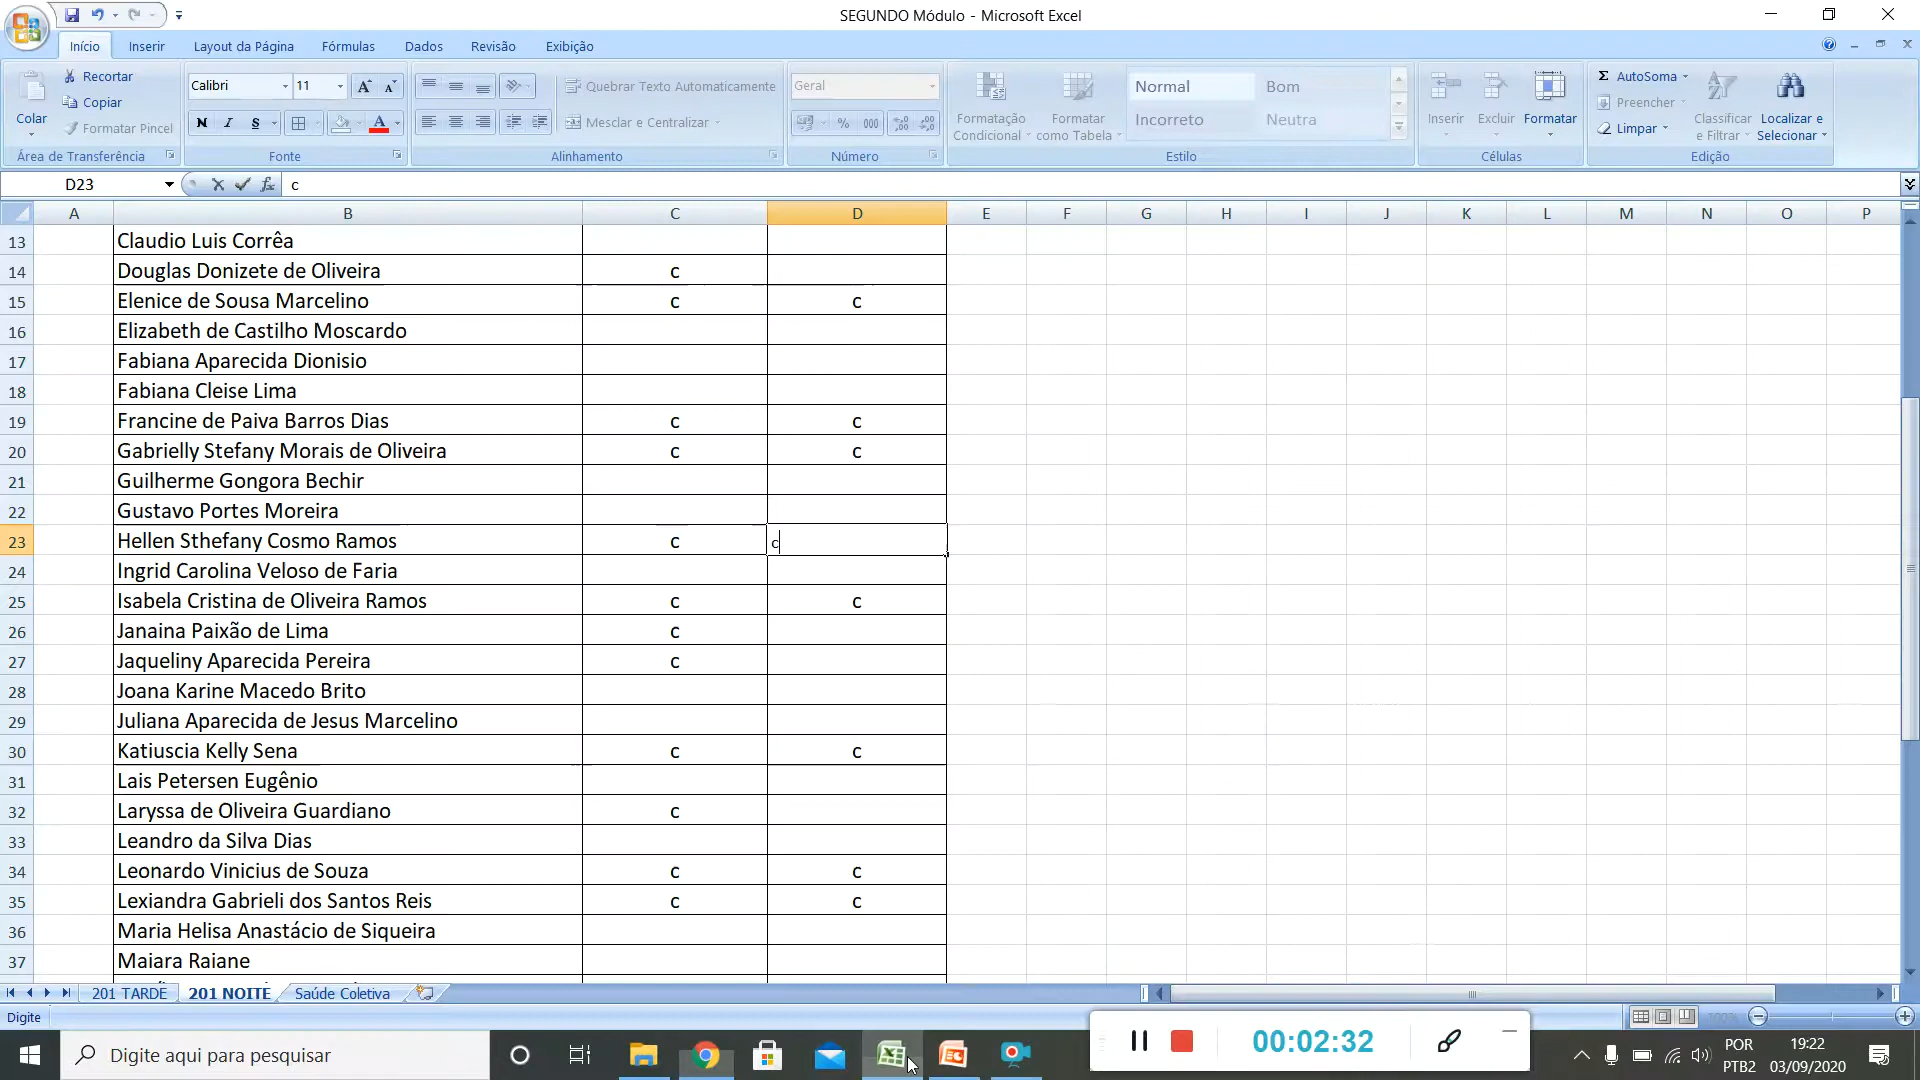 SEGUNDO Módulo - Microsoft Excel
Início Inserir Layout da Página Fórmulas Dados Revisão Exibição
Colar
Recortar
Copiar
Formatar Pincel
Área de Transferência
Calibri 11
N I S
Fonte
Quebrar Texto Automaticamente
Mesclar e Centralizar
Alinhamento
Geral
% 000
Número
Formatação Condicional
Formatar como Tabela
Normal Bom
Incorreto Neutra
Estilo
Inserir Excluir Formatar
Células
Σ AutoSoma
Preencher
Limpar
Classificar e Filtrar
Localizar e Selecionar
Edição
D23 fx c
A B C D E F G H I J K L M N O P
13 Claudio Luis Corrêa
14 Douglas Donizete de Oliveira c
15 Elenice de Sousa Marcelino c c
16 Elizabeth de Castilho Moscardo
17 Fabiana Aparecida Dionisio
18 Fabiana Cleise Lima
19 Francine de Paiva Barros Dias c c
20 Gabrielly Stefany Morais de Oliveira c c
21 Guilherme Gongora Bechir
22 Gustavo Portes Moreira
23 Hellen Sthefany Cosmo Ramos c c
24 Ingrid Carolina Veloso de Faria
25 Isabela Cristina de Oliveira Ramos c c
26 Janaina Paixão de Lima c
27 Jaqueliny Aparecida Pereira c
28 Joana Karine Macedo Brito
29 Juliana Aparecida de Jesus Marcelino
30 Katiuscia Kelly Sena c c
31 Lais Petersen Eugênio
32 Laryssa de Oliveira Guardiano c
33 Leandro da Silva Dias
34 Leonardo Vinicius de Souza c c
35 Lexiandra Gabrieli dos Santos Reis c c
36 Maria Helisa Anastácio de Siqueira
37 Maiara Raiane
201 TARDE 201 NOITE Saúde Coletiva
Digite
100%
Digite aqui para pesquisar
00:02:32
POR
PTB2
19:22
03/09/2020